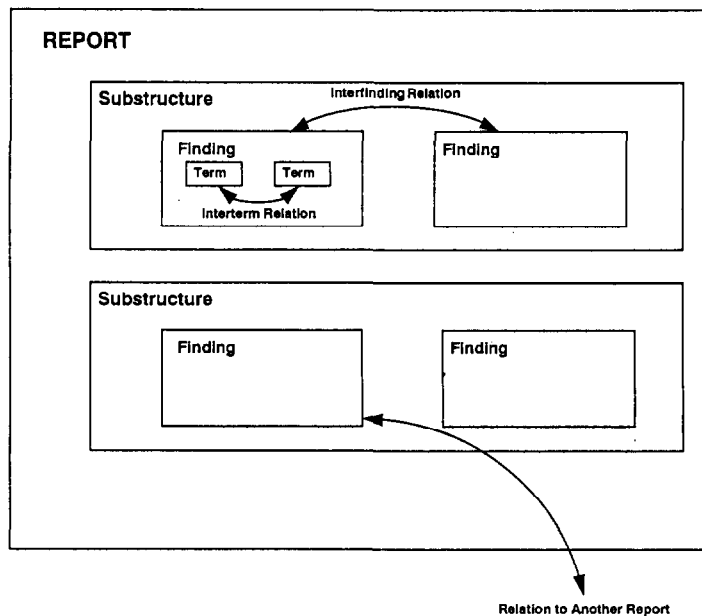 REPORT
Substructure
Interfinding Relation
Finding
Finding
Term
Term
Interterm Relation
Substructure
Finding
Finding
Relation to Another Report